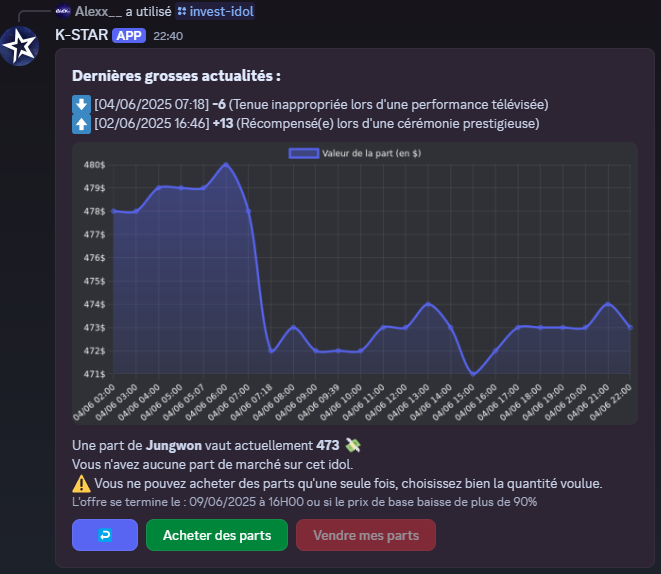 Alexx__ a utilisé invest-idol
K-STAR APP 22:40
Dernières grosses actualités :
[04/06/2025 07:18] -6 (Tenue inappropriée lors d'une performance télévisée)
[02/06/2025 16:46] +13 (Récompensé(e) lors d'une cérémonie prestigieuse)
Valeur de la part (en $)
480$
479$
478$
477$
476$
475$
474$
473$
472$
471$
04/06 02:00
04/06 03:00
04/06 04:00
04/06 05:00
04/06 05:07
04/06 06:00
04/06 07:00
04/06 07:18
04/06 08:00
04/06 09:00
04/06 09:39
04/06 10:00
04/06 11:00
04/06 12:00
04/06 13:00
04/06 14:00
04/06 15:00
04/06 16:00
04/06 17:00
04/06 18:00
04/06 19:00
04/06 20:00
04/06 21:00
04/06 22:00
Une part de Jungwon vaut actuellement 473 💸
Vous n'avez aucune part de marché sur cet idol.
⚠️ Vous ne pouvez acheter des parts qu'une seule fois, choisissez bien la quantité voulue.
L'offre se termine le : 09/06/2025 à 16H00 ou si le prix de base baisse de plus de 90%
Acheter des parts
Vendre mes parts